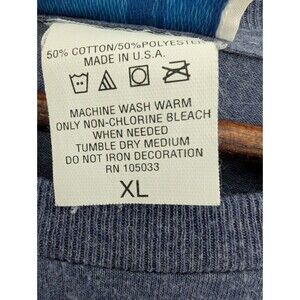 50% COTTON/50% POLYESTER
MADE IN U.S.A.
MACHINE WASH WARM
ONLY NON-CHLORINE BLEACH
WHEN NEEDED
TUMBLE DRY MEDIUM
DO NOT IRON DECORATION
RN 105033
XL